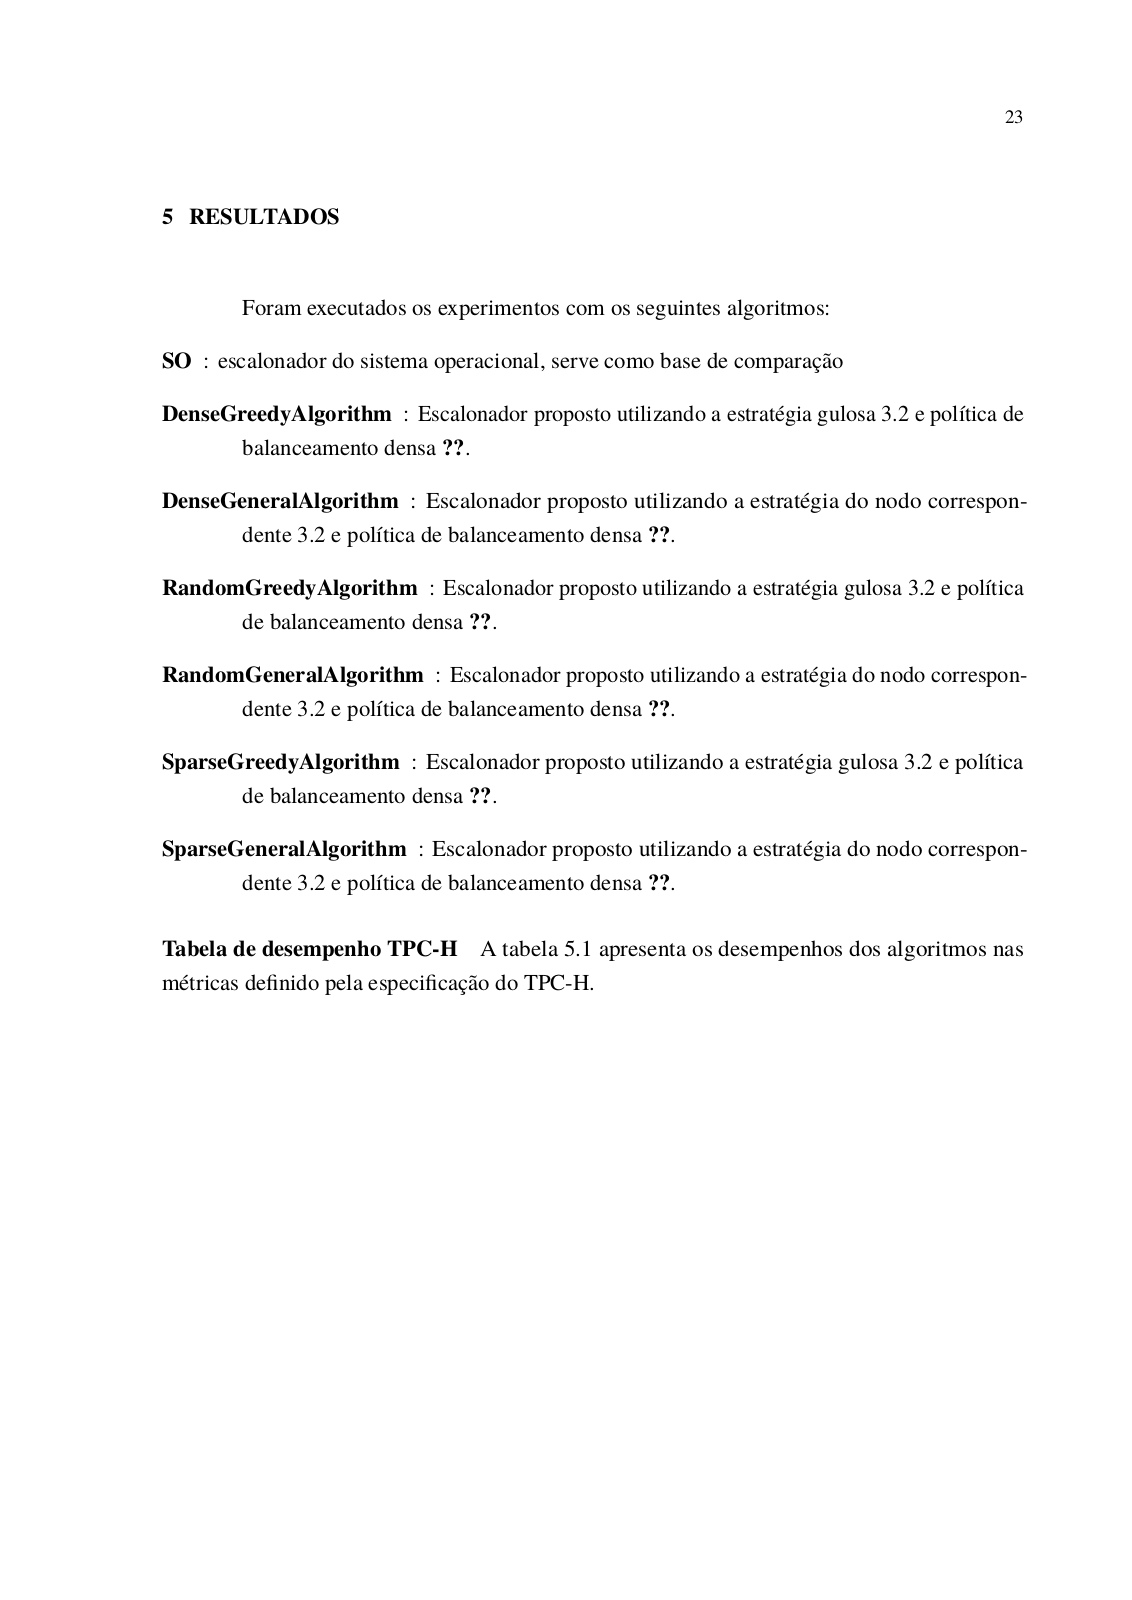 23
5 RESULTADOS
Foram executados os experimentos com os seguintes algoritmos:
SO : escalonador do sistema operacional, serve como base de comparação
DenseGreedyAlgorithm : Escalonador proposto utilizando a estratégia gulosa 3.2 e política de
balanceamento densa ??.
DenseGeneralAlgorithm : Escalonador proposto utilizando a estratégia do nodo correspon-
dente 3.2 e política de balanceamento densa ??.
RandomGreedyAlgorithm : Escalonador proposto utilizando a estratégia gulosa 3.2 e política
de balanceamento densa ??.
RandomGeneralAlgorithm : Escalonador proposto utilizando a estratégia do nodo correspon-
dente 3.2 e política de balanceamento densa ??.
SparseGreedyAlgorithm : Escalonador proposto utilizando a estratégia gulosa 3.2 e política
de balanceamento densa ??.
SparseGeneralAlgorithm : Escalonador proposto utilizando a estratégia do nodo correspon-
dente 3.2 e política de balanceamento densa ??.
Tabela de desempenho TPC-H A tabela 5.1 apresenta os desempenhos dos algoritmos nas
métricas definido pela especificação do TPC-H.